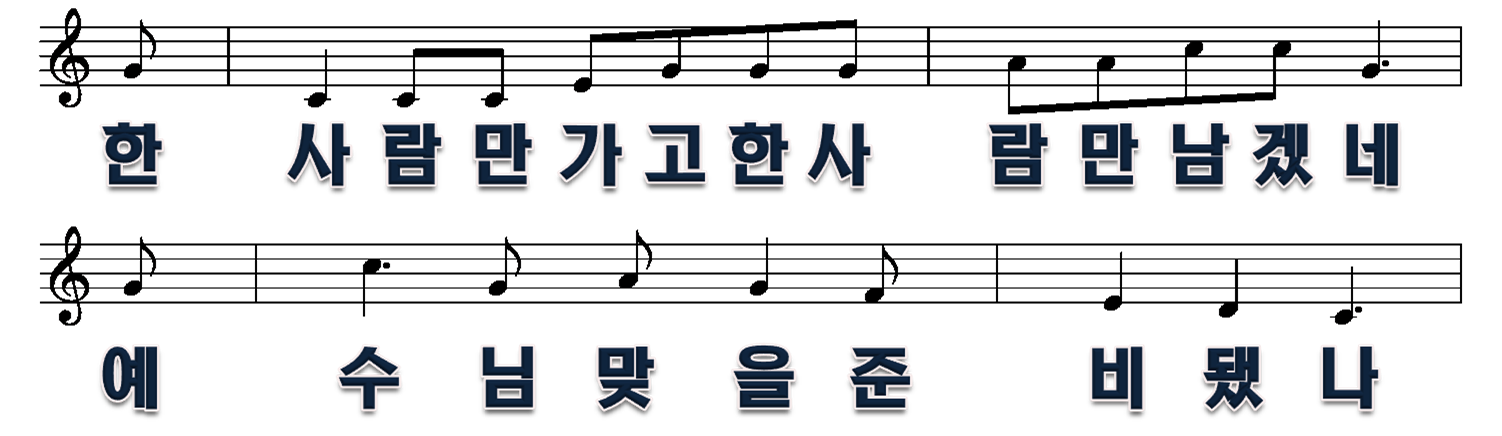 한 사 람 만 가 고 한 사 람 만 남 겠 네
예 수 님 맞 을 준 비 됐 나